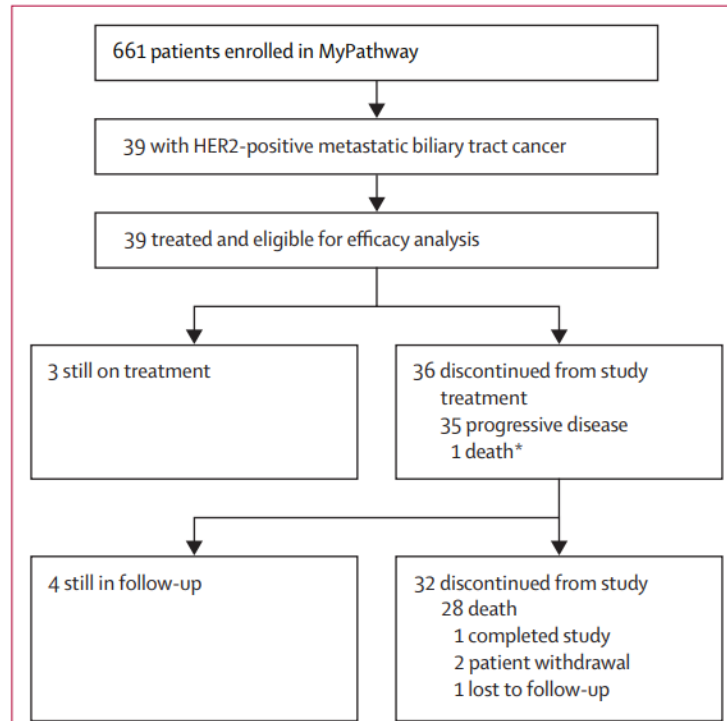 661 patients enrolled in MyPathway
39 with HER2-positive metastatic biliary tract cancer
39 treated and eligible for efficacy analysis
3 still on treatment
36 discontinued from study
treatment
35 progressive disease
1 death*
4 still in follow-up
32 discontinued from study
28 death
1 completed study
2 patient withdrawal
1 lost to follow-up